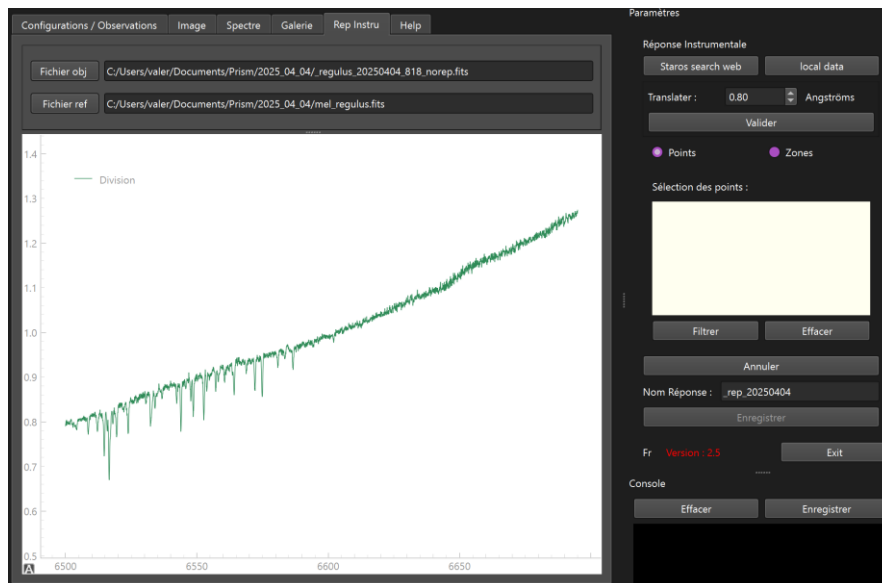 Configurations / Observations Image Spectre Galerie Rep Instru Help
Fichier obj C:/Users/valer/Documents/Prism/2025_04_04/_regulus_20250404_818_norep.fits
Fichier ref C:/Users/valer/Documents/Prism/2025_04_04/mel_regulus.fits
1.4
Division
1.3
1.2
1.1
1.0
0.9
0.8
0.7
0.6
0.5
A
6500 6550 6600 6650
Paramètres
Réponse Instrumentale
Staros search web local data
Translater : 0.80 Angströms
Valider
Points Zones
Sélection des points :
Filtrer Effacer
Annuler
Nom Réponse : _rep_20250404
Enregistrer
Fr Version : 2.5 Exit
Console
Effacer Enregistrer